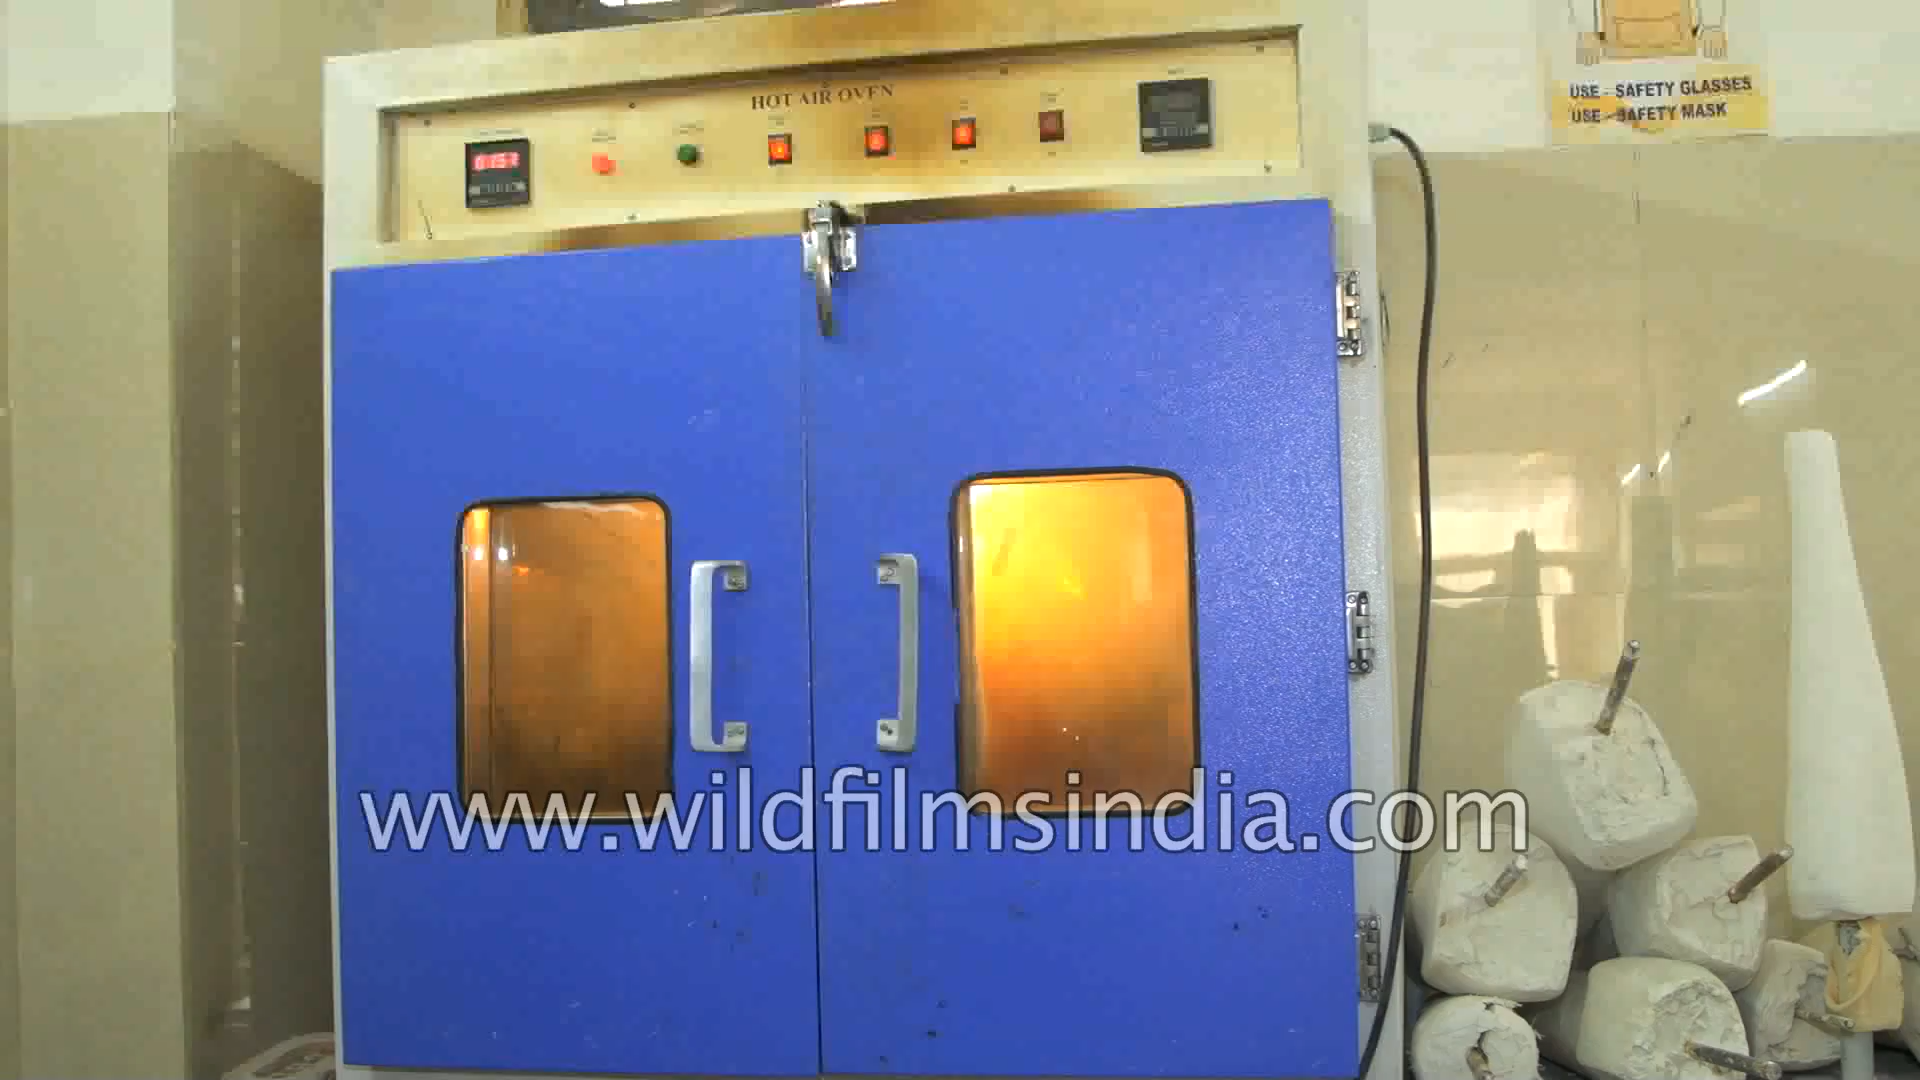 HOT AIR OVEN
USE - SAFETY GLASSES
USE - SAFETY MASK
www.wildfilmsindia.com